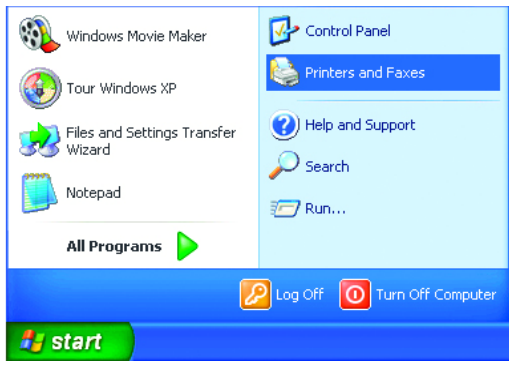 Windows Movie Maker
Tour Windows XP
Files and Settings Transfer
Wizard
Notepad
All Programs
Control Panel
Printers and Faxes
Help and Support
Search
Run...
Log Off
Turn Off Computer
start